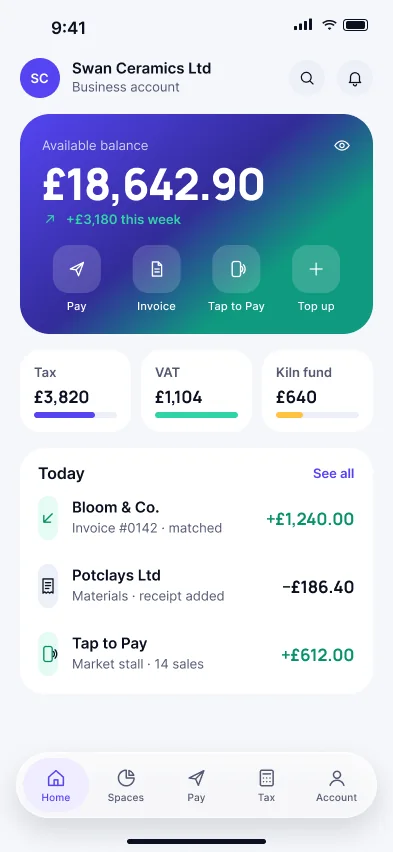 9:41
SC
Swan Ceramics Ltd
Business account
Available balance
£18,642.90
+£3,180 this week
Pay
Invoice
Tap to Pay
Top up
Tax
£3,820
VAT
£1,104
Kiln fund
£640
Today
See all
Bloom & Co.
Invoice #0142 · matched
+£1,240.00
Potclays Ltd
Materials · receipt added
−£186.40
Tap to Pay
Market stall · 14 sales
+£612.00
Home
Spaces
Pay
Tax
Account